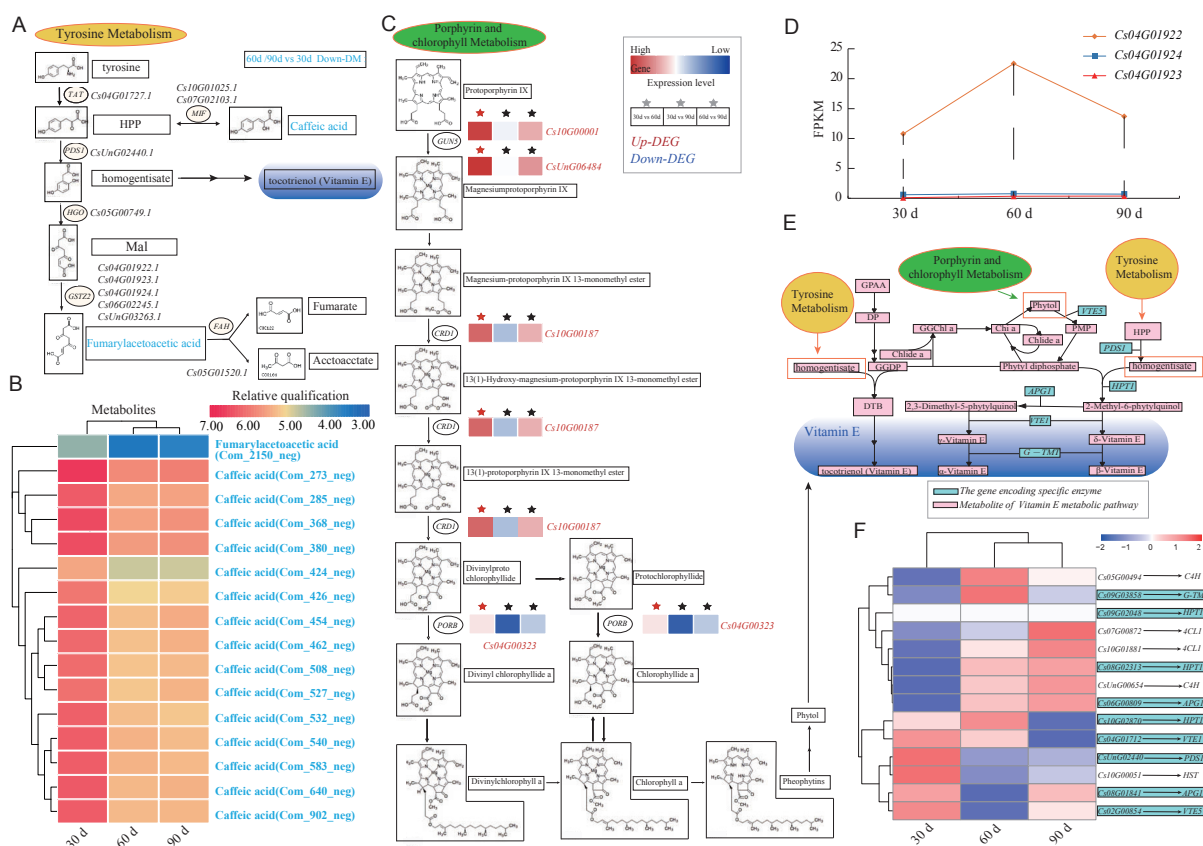 A
Tyrosine Metabolism
60d /90d vs 30d Down-DM
tyrosine
TAT
Cs04G01727.1
Cs10G01025.1
Cs07G02103.1
HPP
MIF
Caffeic acid
PDS1
CsUnG02440.1
homogentisate
tocotrienol (Vitamin E)
HGO
Cs05G00749.1
Mal
Cs04G01922.1
Cs04G01923.1
Cs04G01924.1
Cs06G02245.1
CsUnG03263.1
GSTZ2
Fumarate
FAH
Fumarylacetoacetic acid
Acctoacctate
Cs05G01520.1
B
Metabolites
Relative qualification
7.00 6.00 5.00 4.00 3.00
Fumarylacetoacetic acid
(Com_2150_neg)
Caffeic acid(Com_273_neg)
Caffeic acid(Com_285_neg)
Caffeic acid(Com_368_neg)
Caffeic acid(Com_380_neg)
Caffeic acid(Com_424_neg)
Caffeic acid(Com_426_neg)
Caffeic acid(Com_454_neg)
Caffeic acid(Com_462_neg)
Caffeic acid(Com_508_neg)
Caffeic acid(Com_527_neg)
Caffeic acid(Com_532_neg)
Caffeic acid(Com_540_neg)
Caffeic acid(Com_583_neg)
Caffeic acid(Com_640_neg)
Caffeic acid(Com_902_neg)
30 d 60 d 90 d
C
Porphyrin and
chlorophyll Metabolism
High Low
Gene
Expression level
30d vs 60d 30d vs 90d 60d vs 90d
Up-DEG
Down-DEG
Protoporphyrin IX
GUN5
Cs10G00001
CsUnG06484
Magnesiumprotoporphyrin IX
Magnesium-protoporphyrin IX 13-monomethyl ester
CRD1
Cs10G00187
13(1)-Hydroxy-magnesium-protoporphyrin IX 13-monomethyl ester
CRD1
Cs10G00187
13(1)-protoporphyrin IX 13-monomethyl ester
CRD1
Cs10G00187
Divinylproto
chlorophyllide
Protochlorophyllide
PORB
Cs04G00323
PORB
Cs04G00323
Divinyl chlorophyllide a
Chlorophyllide a
Divinylchlorophyll a
Chlorophyll a
Pheophytins
Phytol
D
FPKM
25
20
15
10
5
0
30 d 60 d 90 d
Cs04G01922
Cs04G01924
Cs04G01923
E
Porphyrin and
chlorophyll Metabolism
Tyrosine
Metabolism
Tyrosine
Metabolism
GPAA
DP
Phytol
VTE5
GGChl a
Chi a
PMP
HPP
Chlide a
Chlide a
PDS1
homogentisate
GGDP
Phytyl diphosphate
homogentisate
APG1
HPT1
DTB
2,3-Dimethyl-5-phytylquinol
2-Methyl-6-phytylquinol
VTE1
Vitamin E
γ-Vitamin E
δ-Vitamin E
G-TM1
tocotrienol (Vitamin E)
α-Vitamin E
β-Vitamin E
The gene encoding specific enzyme
Metabolite of Vitamin E metabolic pathway
F
-2 -1 0 1 2
Cs05G00494 C4H
Cs09G03858 G-TM
Cs09G02048 HPT1
Cs07G00872 4CL1
Cs10G01881 4CL1
Cs08G02313 HPT1
CsUnG00654 C4H
Cs06G00809 APG1
Cs10G02870 HPT1
Cs04G01712 VTE1
CsUnG02440 PDS1
Cs10G00051 HST
Cs08G01841 APG1
Cs02G00854 VTE5
30 d 60 d 90 d